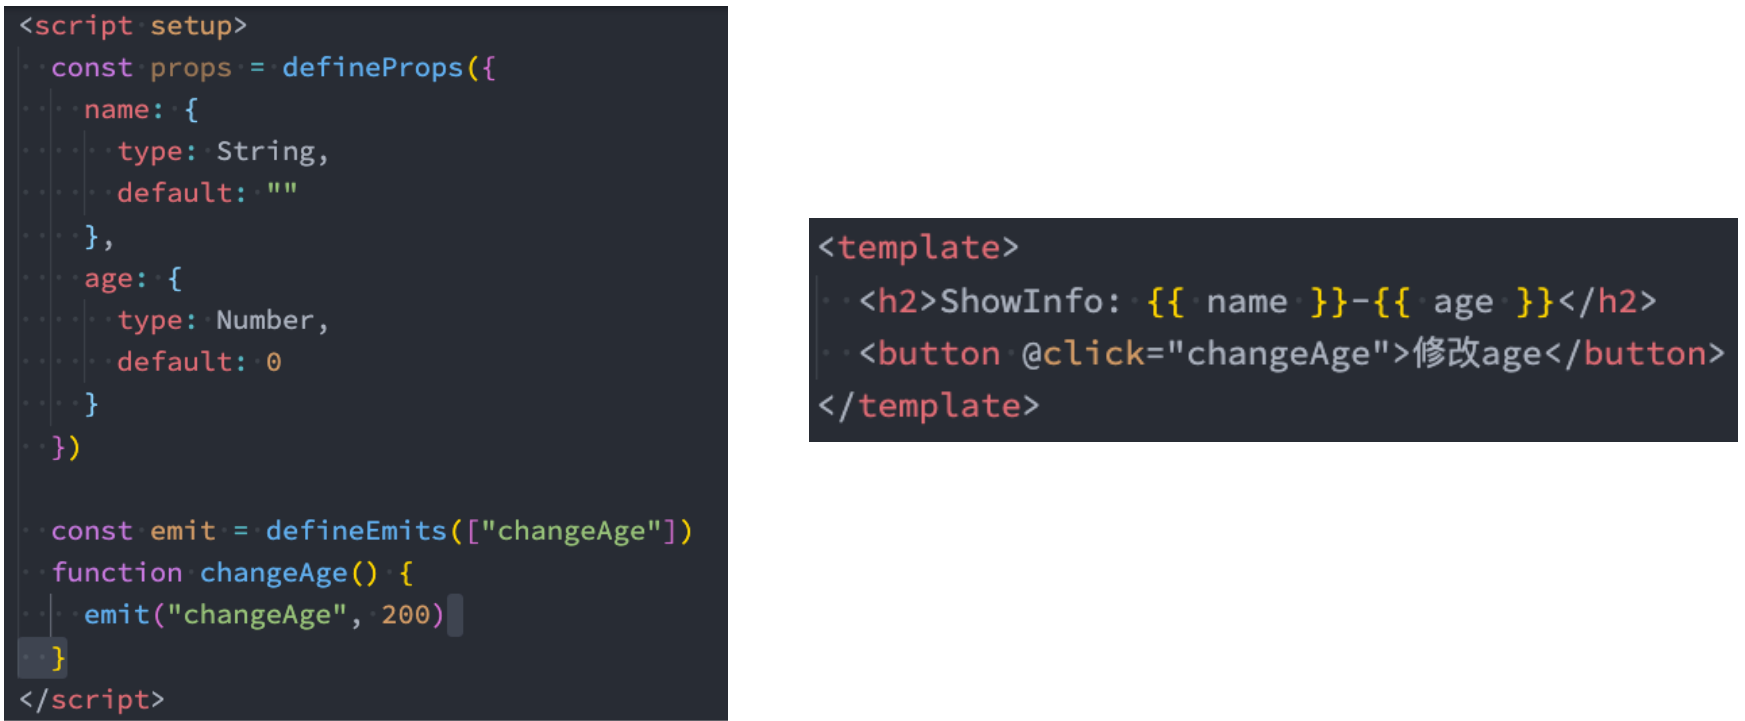 <script setup>
const props = defineProps({
name: {
type: String,
default: ""
},
age: {
type: Number,
default: 0
}
})
const emit = defineEmits(["changeAge"])
function changeAge() {
emit("changeAge", 200)
}
</script>
<template>
<h2>ShowInfo: {{ name }}-{{ age }}</h2>
<button @click="changeAge">修改age</button>
</template>